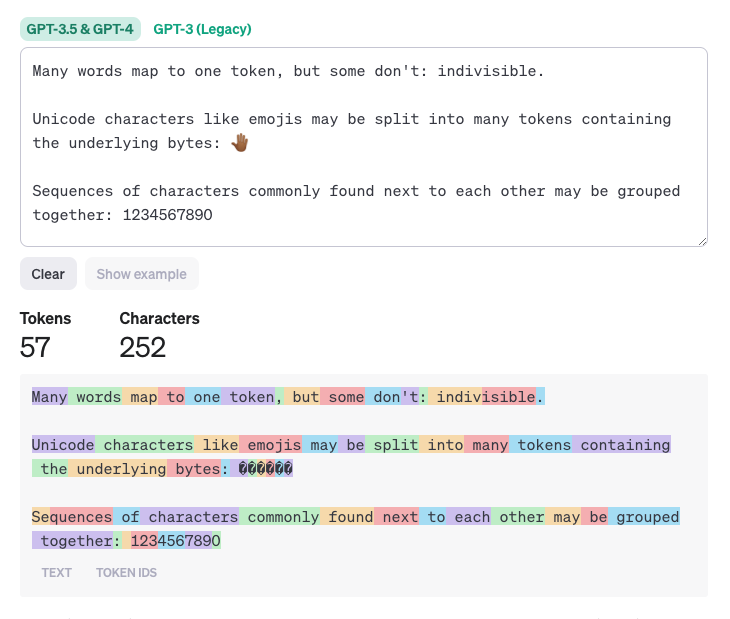 GPT-3.5 & GPT-4 GPT-3 (Legacy)
Many words map to one token, but some don't: indivisible.
Unicode characters like emojis may be split into many tokens containing
the underlying bytes: 🤚🏾
Sequences of characters commonly found next to each other may be grouped
together: 1234567890
Clear Show example
Tokens Characters
57 252
Many words map to one token, but some don't: indivisible.
Unicode characters like emojis may be split into many tokens containing
the underlying bytes: ������
Sequences of characters commonly found next to each other may be grouped
together: 1234567890
TEXT TOKEN IDS